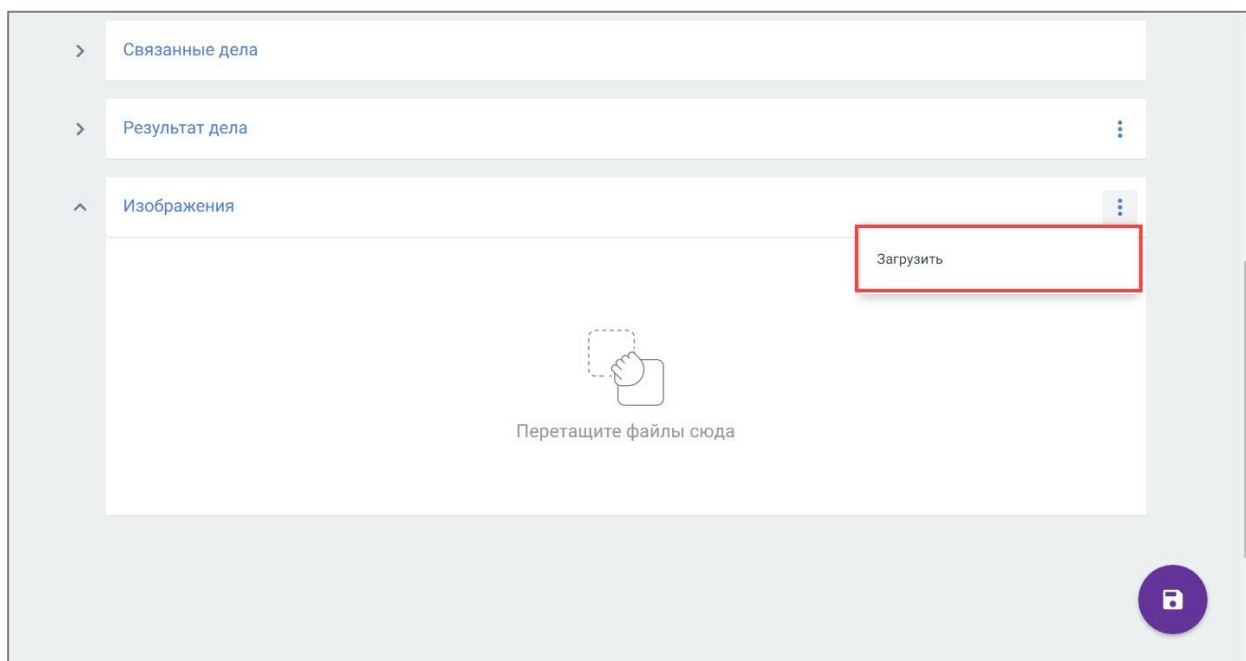 Связанные дела
Результат дела
Изображения
Загрузить
Перетащите файлы сюда